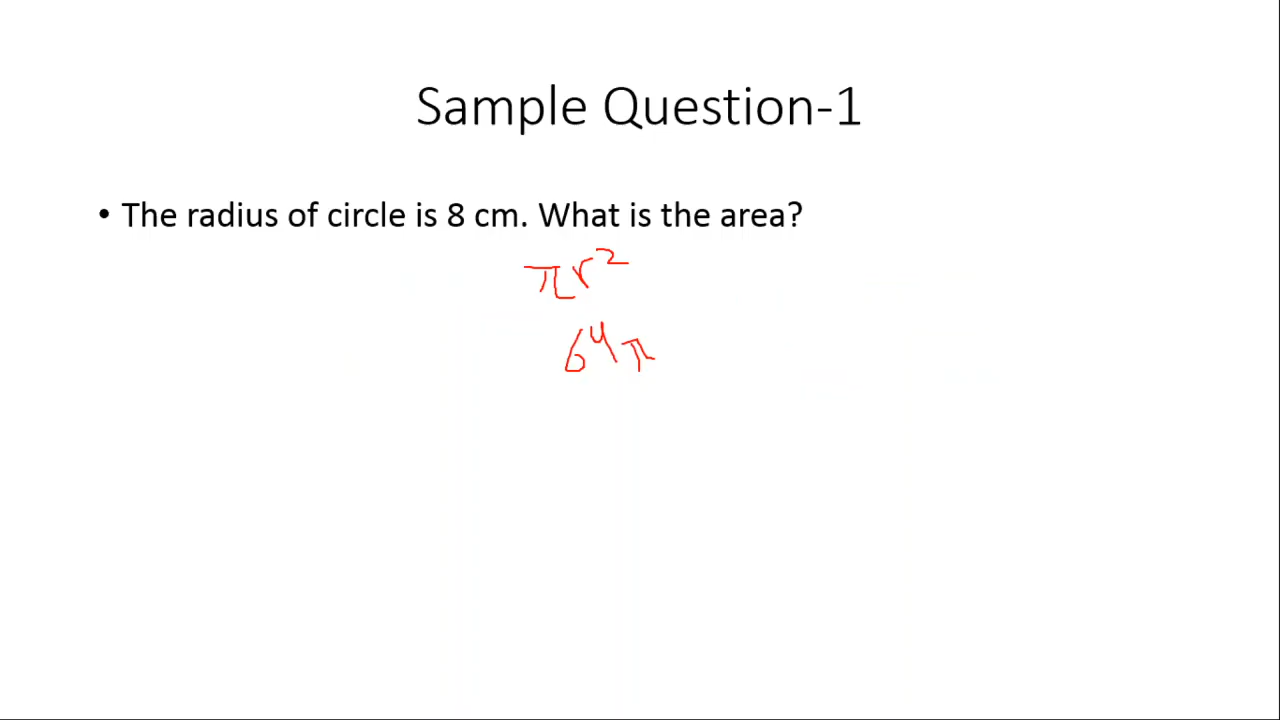 Sample Question-1
• The radius of circle is 8 cm. What is the area?
πr²
64π